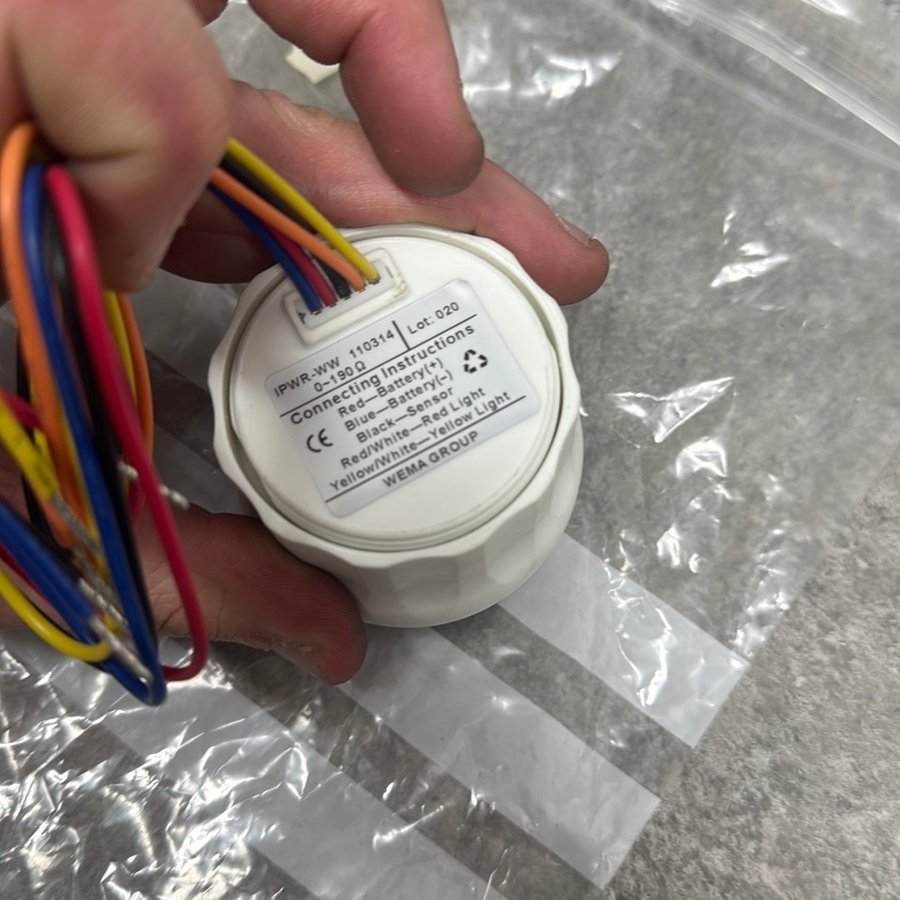 IPWR-WW 110314 Lot: 020
0~190 Ω
Connecting Instructions
Red—Battery(+)
Blue—Battery(-)
Black—Sensor
CE
Red/White—Red Light
Yellow/White—Yellow Light
WEMA GROUP